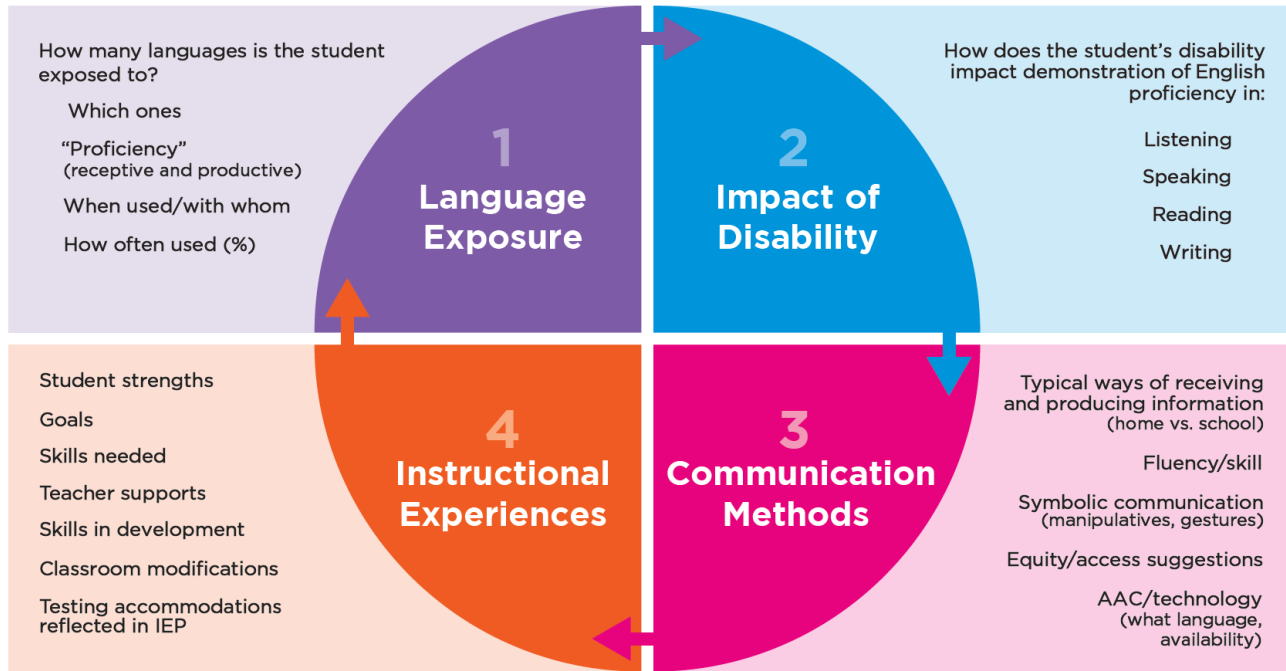 How many languages is the student
exposed to?
Which ones
“Proficiency”
(receptive and productive)
When used/with whom
How often used (%)
1
Language
Exposure
2
Impact of
Disability
How does the student’s disability
impact demonstration of English
proficiency in:
Listening
Speaking
Reading
Writing
3
Communication
Methods
Typical ways of receiving
and producing information
(home vs. school)
Fluency/skill
Symbolic communication
(manipulatives, gestures)
Equity/access suggestions
AAC/technology
(what language,
availability)
4
Instructional
Experiences
Student strengths
Goals
Skills needed
Teacher supports
Skills in development
Classroom modifications
Testing accommodations
reflected in IEP